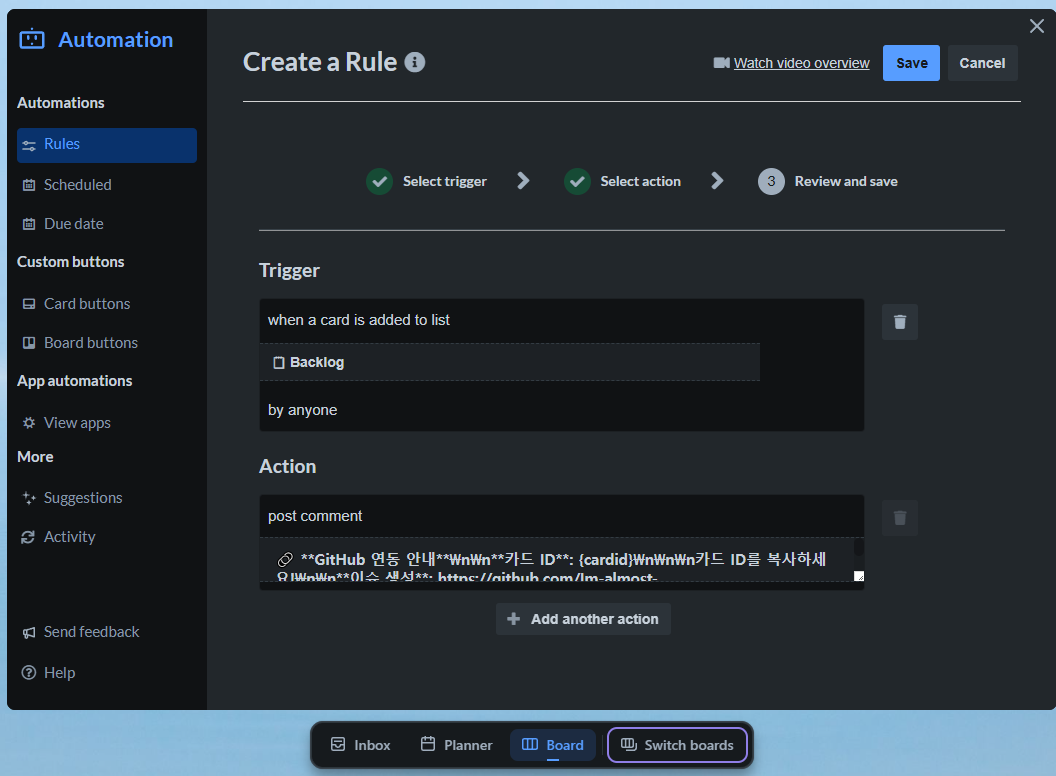 Automation
Automations
Rules
Scheduled
Due date
Custom buttons
Card buttons
Board buttons
App automations
View apps
More
Suggestions
Activity
Send feedback
Help
Create a Rule
Watch video overview
Save
Cancel
Select trigger
Select action
3 Review and save
Trigger
when a card is added to list
Backlog
by anyone
Action
post comment
🔗 **GitHub 연동 안내**₩n₩n**카드 ID**: {cardid}₩n₩n₩n카드 ID를 복사하세
요!₩n₩n**이슈 생성**: https://github.com/Im-almost-
Add another action
Inbox
Planner
Board
Switch boards